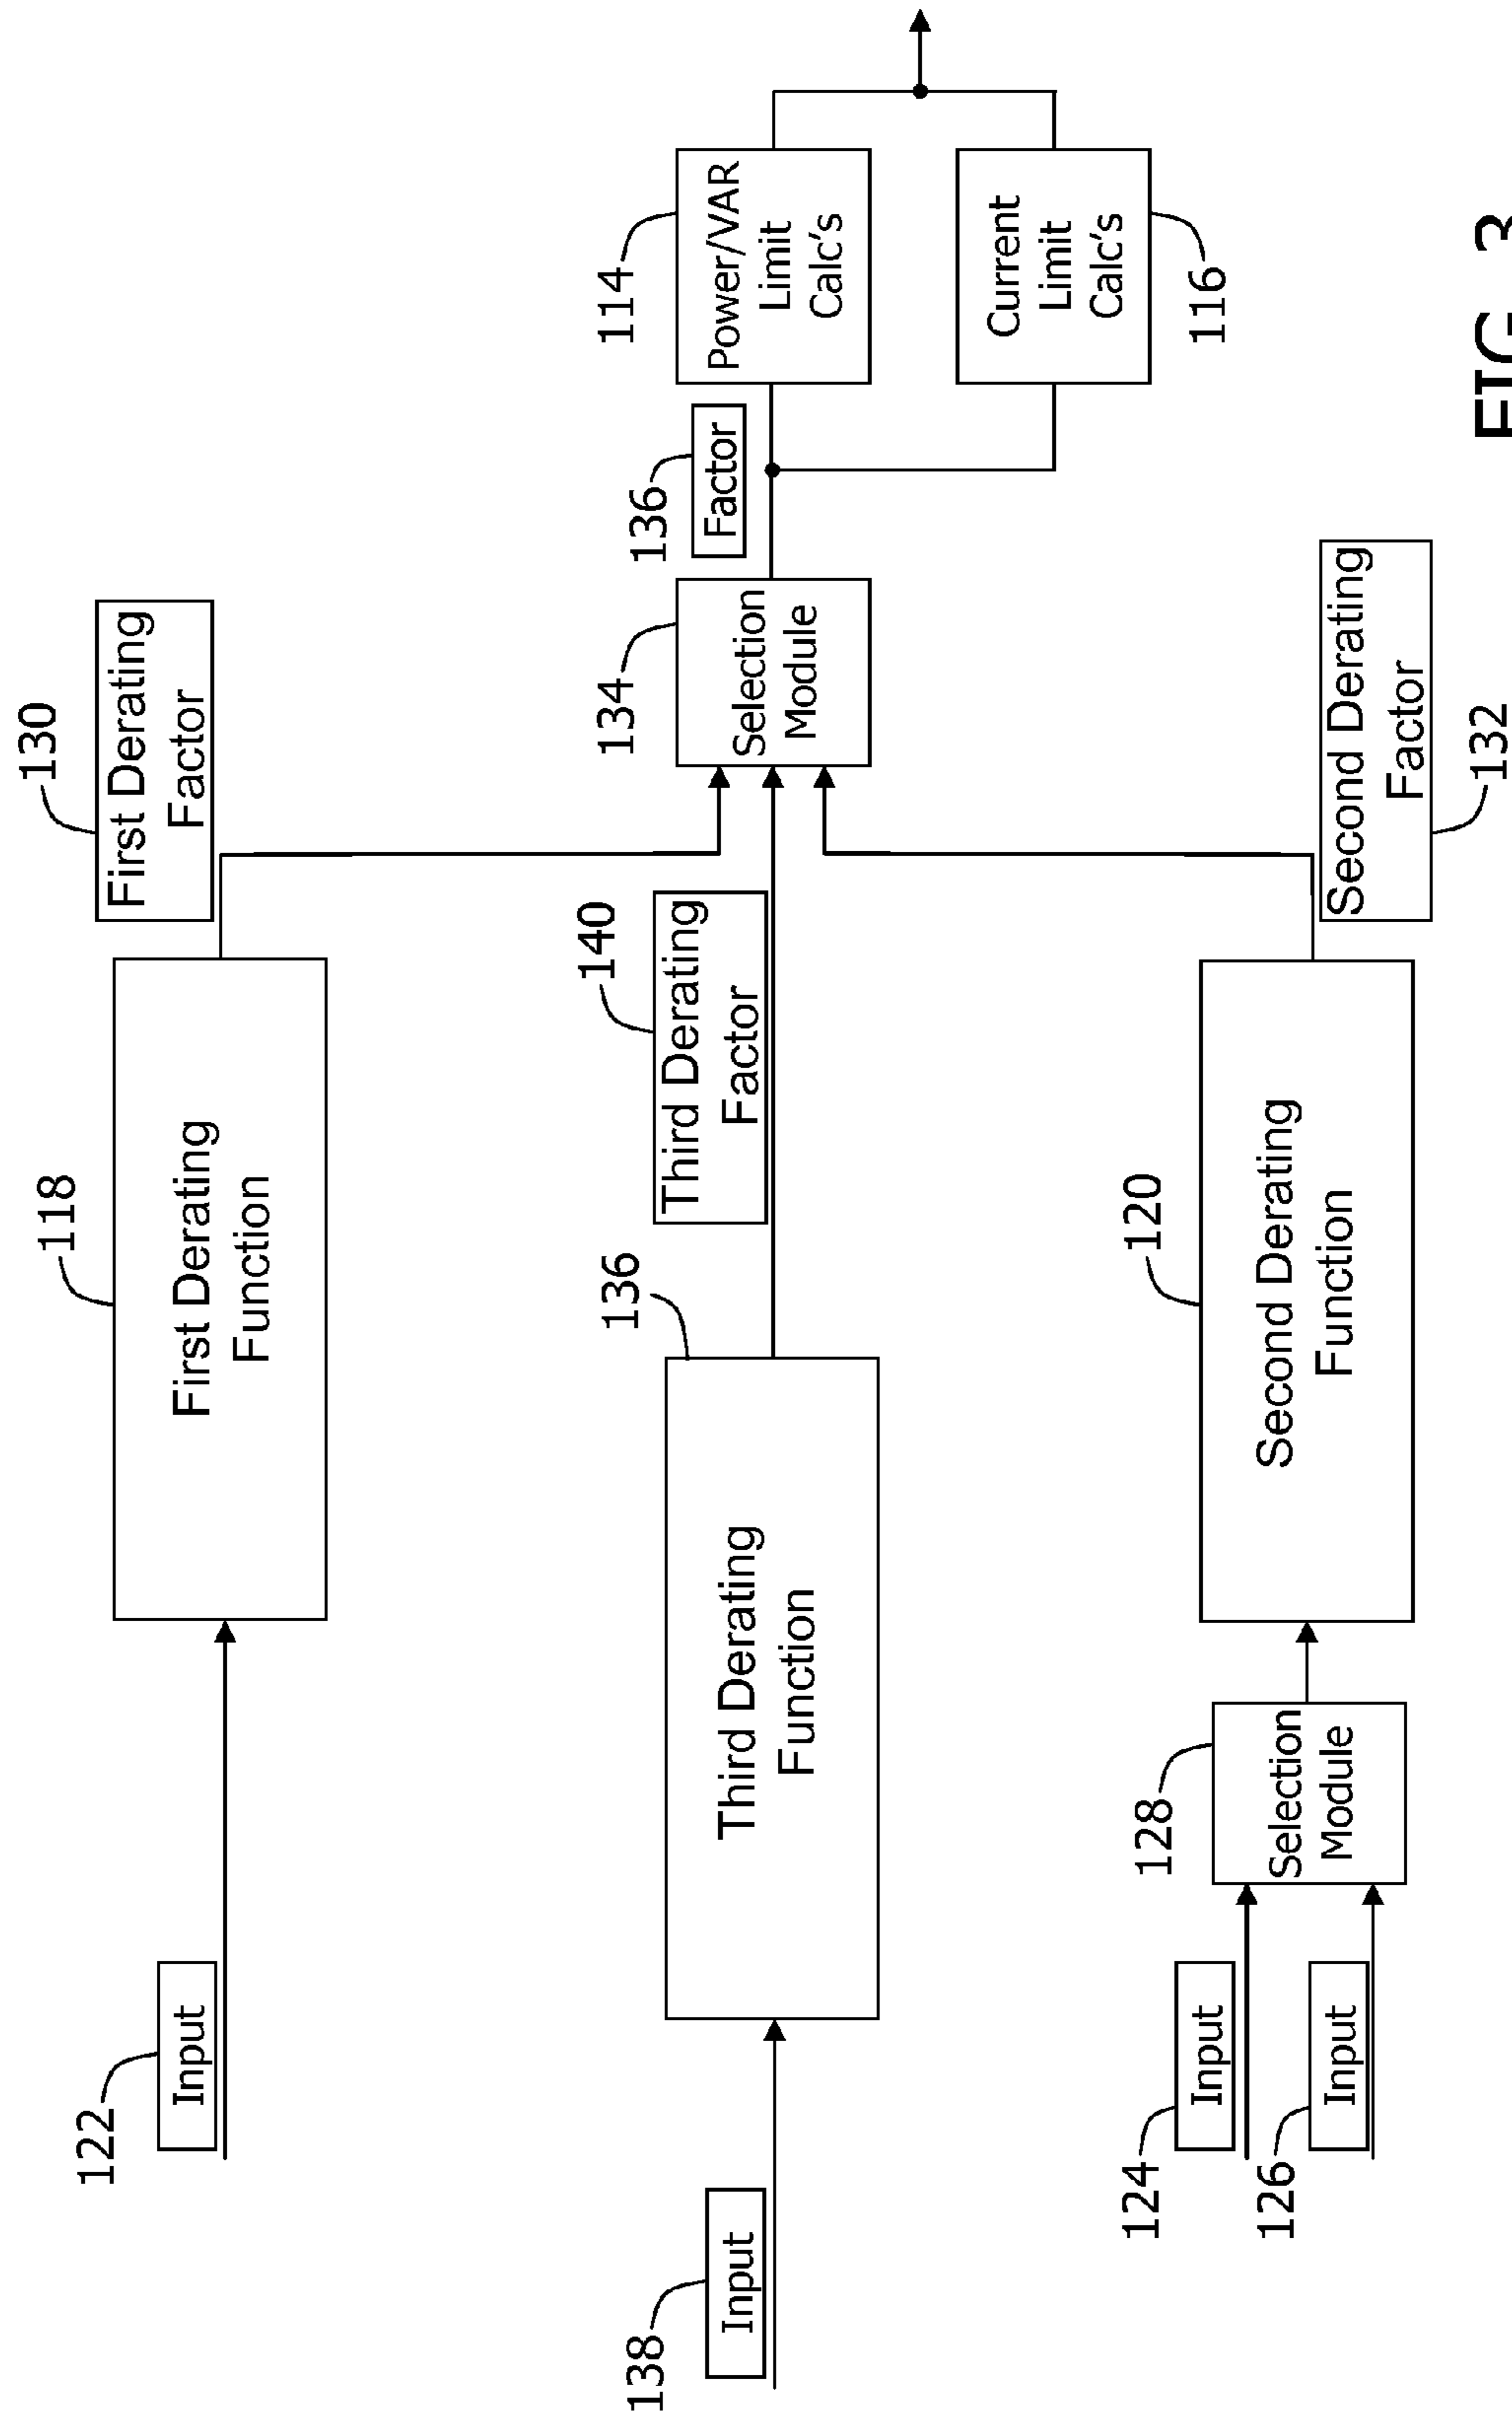 130
First Derating
Factor
118
First Derating
Function
122
Input
114
Power/VAR
Limit
Calc's
136
Factor
134
Selection
Module
140
Third Derating
Factor
136
Third Derating
Function
138
Input
Current
Limit
Calc's
116
Second Derating
Factor
132
120
Second Derating
Function
128
Selection
Module
124
Input
126
Input
FIG. 3